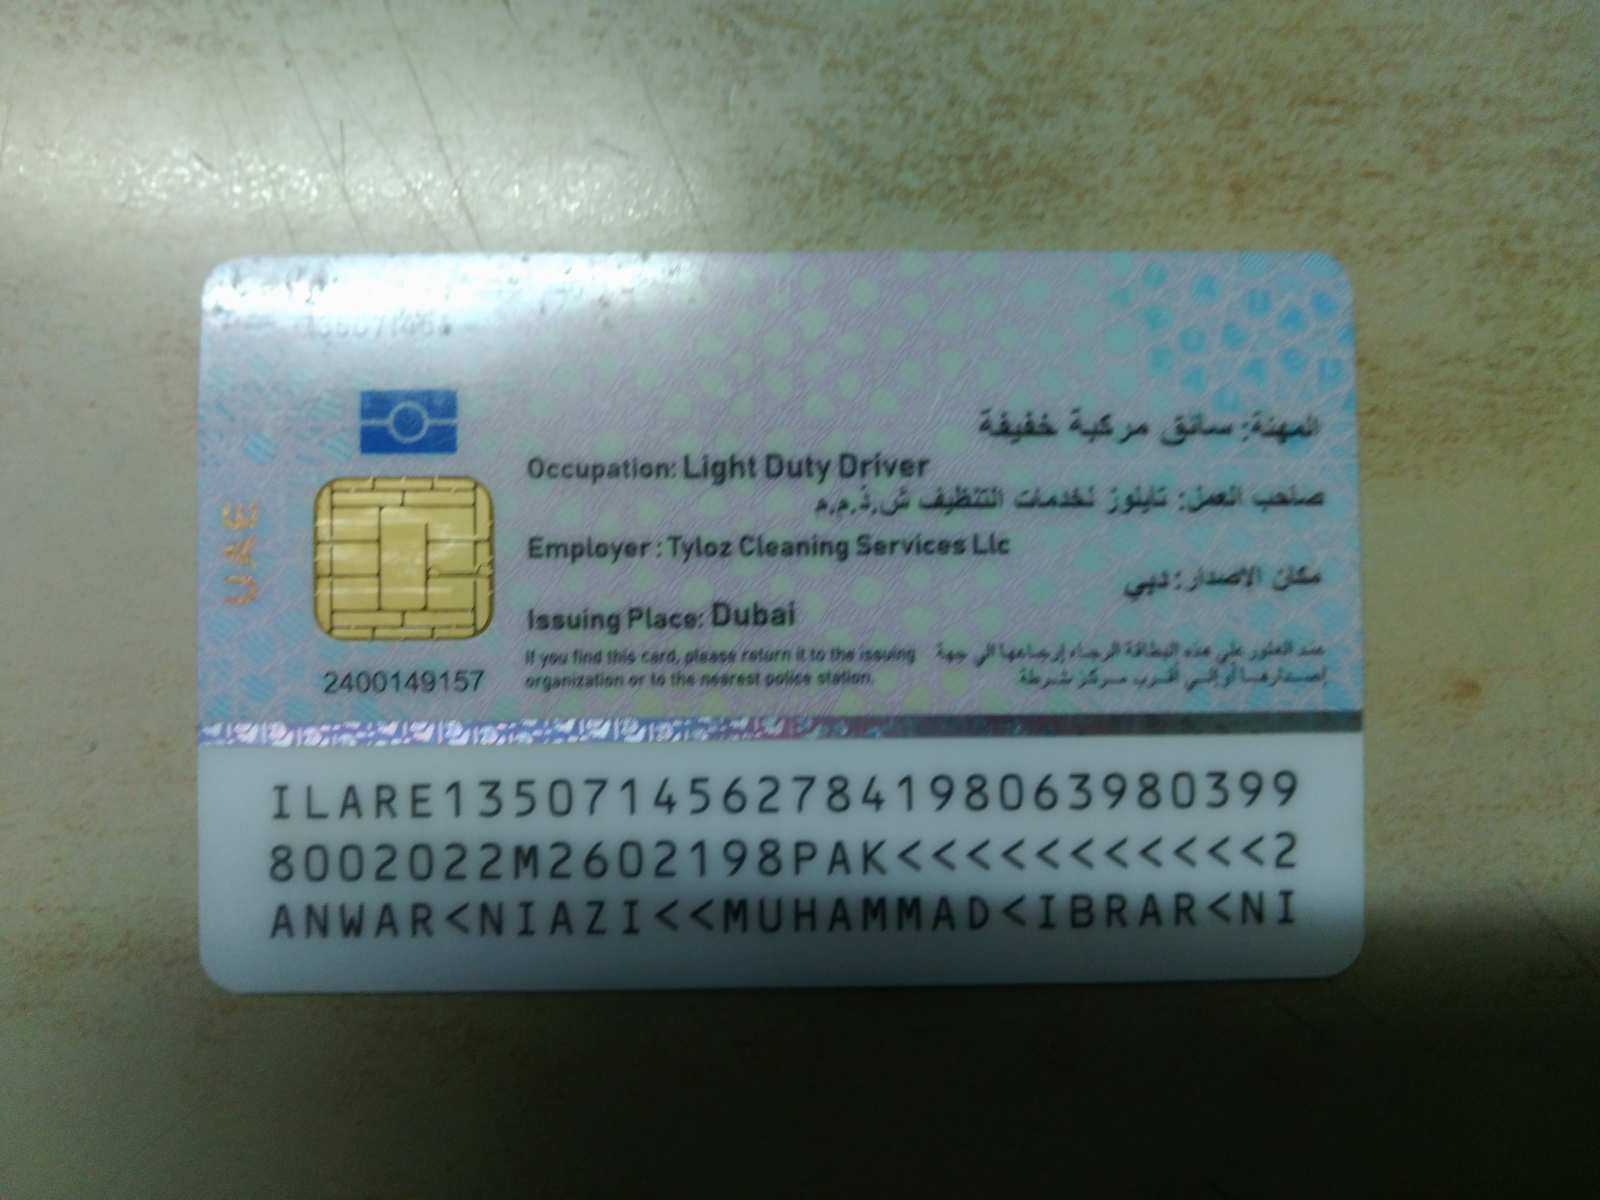 المهنة: سائق مركبة خفيفة
Occupation: Light Duty Driver
صاحب العمل: تايلوز لخدمات التنظيف ش.ذ.م.م
Employer : Tyloz Cleaning Services Llc
مكان الاصدار: دبي
Issuing Place: Dubai
If you find this card, please return it to the issuing
organization or to the nearest police station.
عند العثور على هذه البطاقة الرجاء إرجاعها الى جهة
إصدارها أو إلى أقرب مركز شرطة
UAE
2400149157
ILARE1350714562784198063980399
8002022M2602198PAK<<<<<<<<<<<2
ANWAR<NIAZI<<MUHAMMAD<IBRAR<NI